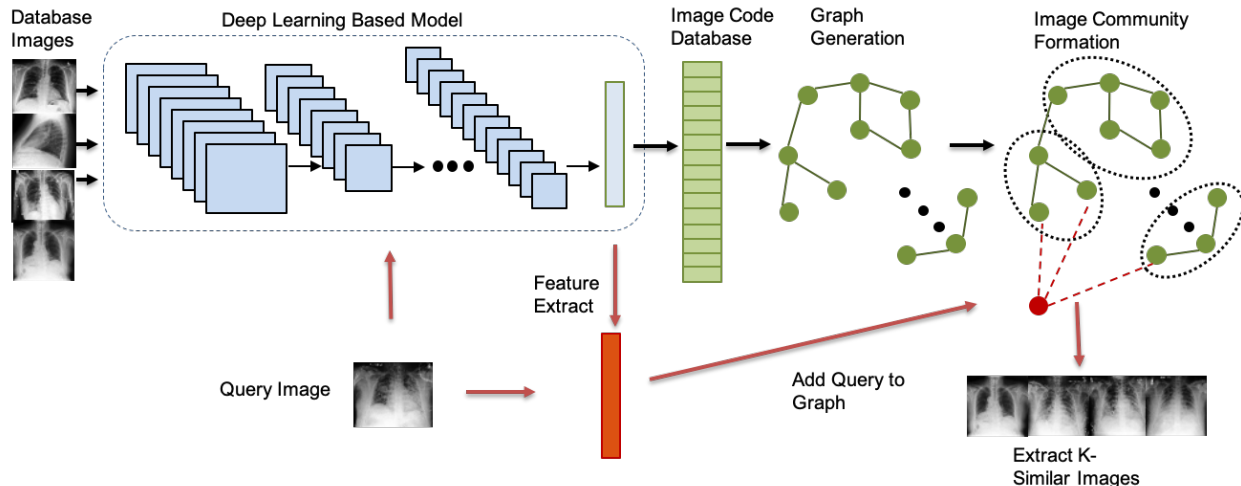 Database
Images
Deep Learning Based Model
Image Code
Database
Graph
Generation
Image Community
Formation
Feature
Extract
Query Image
Add Query to
Graph
Extract K-
Similar Images